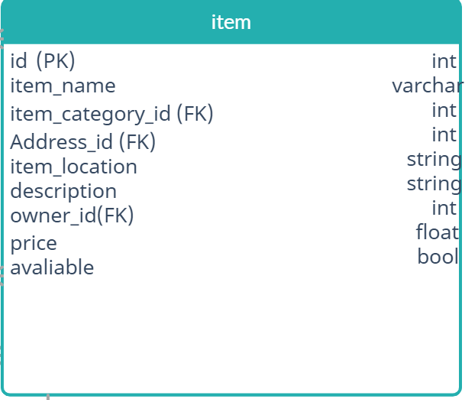 item
id (PK) int
item_name varchar
item_category_id (FK) int
Address_id (FK) int
item_location string
description string
owner_id(FK) int
price float
avaliable bool